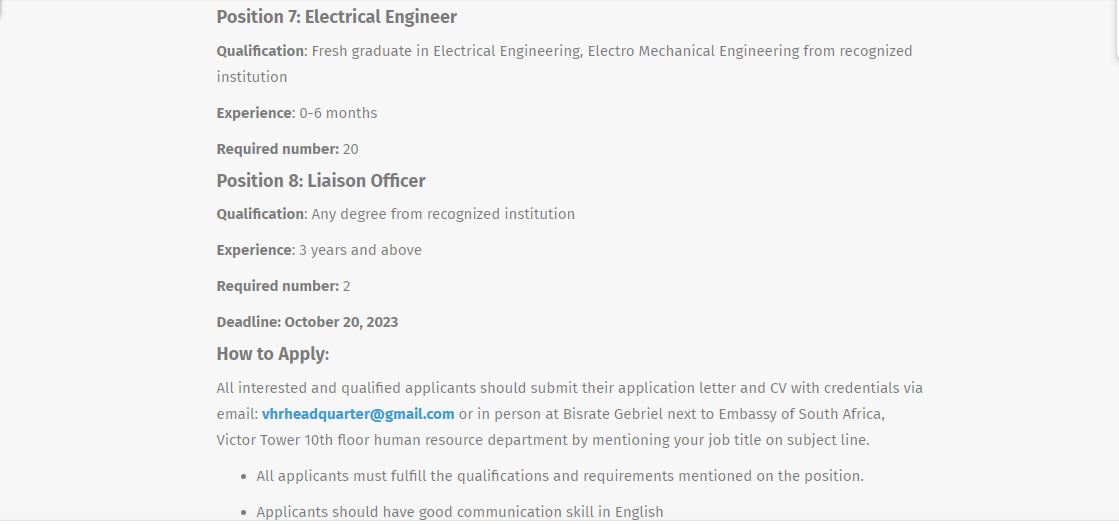 Position 7: Electrical Engineer
Qualification: Fresh graduate in Electrical Engineering, Electro Mechanical Engineering from recognized
institution
Experience: 0-6 months
Required number: 20
Position 8: Liaison Officer
Qualification: Any degree from recognized institution
Experience: 3 years and above
Required number: 2
Deadline: October 20, 2023
How to Apply:
All interested and qualified applicants should submit their application letter and CV with credentials via
email: vhrheadquarter@gmail.com or in person at Bisrate Gebriel next to Embassy of South Africa,
Victor Tower 10th floor human resource department by mentioning your job title on subject line.
• All applicants must fulfill the qualifications and requirements mentioned on the position.
• Applicants should have good communication skill in English